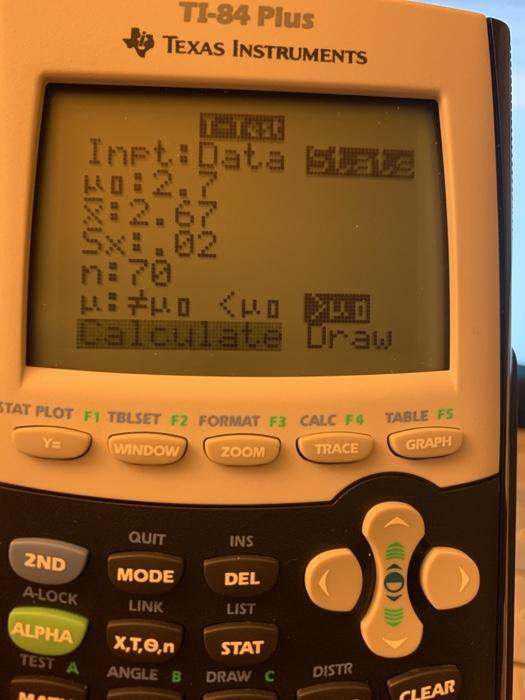 TI-84 Plus
TEXAS INSTRUMENTS
T-Test
Inpt:Data Stats
μ0:2.7
x̄:2.67
Sx:.02
n:70
μ:≠μ0 <μ0 >μ0
Calculate Draw
STAT PLOT F1 TBLSET F2 FORMAT F3 CALC F4 TABLE F5
Y= WINDOW ZOOM TRACE GRAPH
QUIT INS
2ND MODE DEL
A-LOCK LINK LIST
ALPHA X,T,θ,n STAT
TEST A ANGLE B DRAW C DISTR
MATH CLEAR